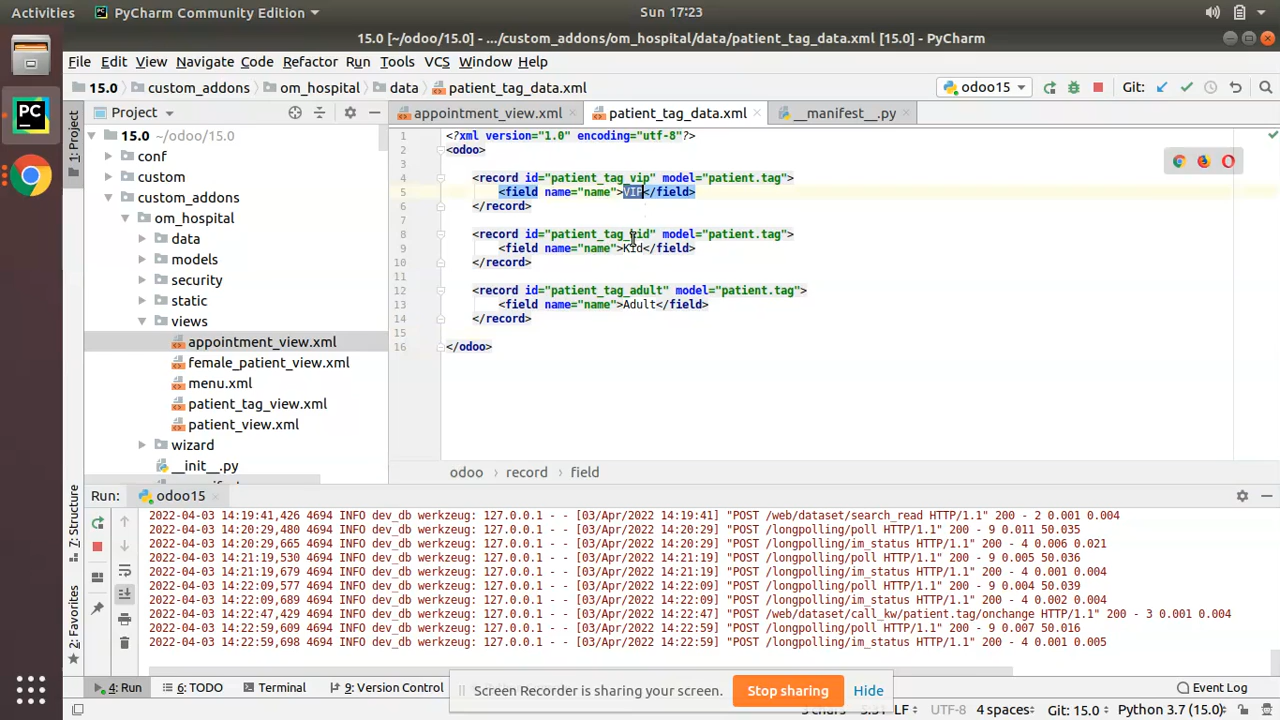 Activities PyCharm Community Edition Sun 17:23
15.0 [~/odoo/15.0] - .../custom_addons/om_hospital/data/patient_tag_data.xml [15.0] - PyCharm
File Edit View Navigate Code Refactor Run Tools VCS Window Help
15.0 custom_addons om_hospital data patient_tag_data.xml odoo15 Git:
Project appointment_view.xml patient_tag_data.xml __manifest__.py
1: Project
15.0 ~/odoo/15.0
conf
custom
custom_addons
om_hospital
data
models
security
static
views
appointment_view.xml
female_patient_view.xml
menu.xml
patient_tag_view.xml
patient_view.xml
wizard
__init__.py
1 <?xml version="1.0" encoding="utf-8"?>
2 <odoo>
3
4 <record id="patient_tag_vip" model="patient.tag">
5 <field name="name">VIP</field>
6 </record>
7
8 <record id="patient_tag_kid" model="patient.tag">
9 <field name="name">Kid</field>
10 </record>
11
12 <record id="patient_tag_adult" model="patient.tag">
13 <field name="name">Adult</field>
14 </record>
15
16 </odoo>
odoo record field
Run: odoo15
7: Structure
2: Favorites
2022-04-03 14:19:41,426 4694 INFO dev_db werkzeug: 127.0.0.1 - - [03/Apr/2022 14:19:41] "POST /web/dataset/search_read HTTP/1.1" 200 - 2 0.001 0.004
2022-04-03 14:20:29,480 4694 INFO dev_db werkzeug: 127.0.0.1 - - [03/Apr/2022 14:20:29] "POST /longpolling/poll HTTP/1.1" 200 - 9 0.011 50.035
2022-04-03 14:20:29,665 4694 INFO dev_db werkzeug: 127.0.0.1 - - [03/Apr/2022 14:20:29] "POST /longpolling/im_status HTTP/1.1" 200 - 4 0.006 0.021
2022-04-03 14:21:19,530 4694 INFO dev_db werkzeug: 127.0.0.1 - - [03/Apr/2022 14:21:19] "POST /longpolling/poll HTTP/1.1" 200 - 9 0.005 50.036
2022-04-03 14:21:19,679 4694 INFO dev_db werkzeug: 127.0.0.1 - - [03/Apr/2022 14:21:19] "POST /longpolling/im_status HTTP/1.1" 200 - 4 0.001 0.004
2022-04-03 14:22:09,577 4694 INFO dev_db werkzeug: 127.0.0.1 - - [03/Apr/2022 14:22:09] "POST /longpolling/poll HTTP/1.1" 200 - 9 0.004 50.039
2022-04-03 14:22:09,610 4694 INFO dev_db werkzeug: 127.0.0.1 - - [03/Apr/2022 14:22:09] "POST /longpolling/im_status HTTP/1.1" 200 - 4 0.002 0.004
2022-04-03 14:22:47,429 4694 INFO dev_db werkzeug: 127.0.0.1 - - [03/Apr/2022 14:22:47] "POST /web/dataset/call_kw/patient.tag/onchange HTTP/1.1" 200 - 3 0.001 0.004
2022-04-03 14:22:59,609 4694 INFO dev_db werkzeug: 127.0.0.1 - - [03/Apr/2022 14:22:59] "POST /longpolling/poll HTTP/1.1" 200 - 9 0.007 50.016
2022-04-03 14:22:59,698 4694 INFO dev_db werkzeug: 127.0.0.1 - - [03/Apr/2022 14:22:59] "POST /longpolling/im_status HTTP/1.1" 200 - 4 0.001 0.005
4: Run 6: TODO Terminal 9: Version Control Event Log
Screen Recorder is sharing your screen. Stop sharing Hide
LF UTF-8 4 spaces Git: 15.0 Python 3.7 (15.0)